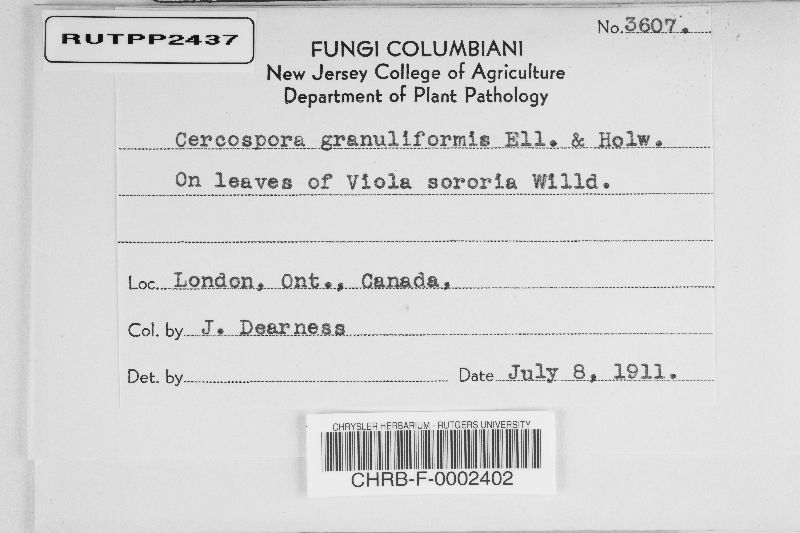 No. 3607.
RUTPP2437
FUNGI COLUMBIANI
New Jersey College of Agriculture
Department of Plant Pathology
Cercospora granuliformis Ell. & Holw.
On leaves of Viola sororia Willd.
Loc. London, Ont., Canada,
Col. by J. Dearness
Det. by Date July 8, 1911.
CHRYSLER HERBARIUM - RUTGERS UNIVERSITY
CHRB-F-0002402